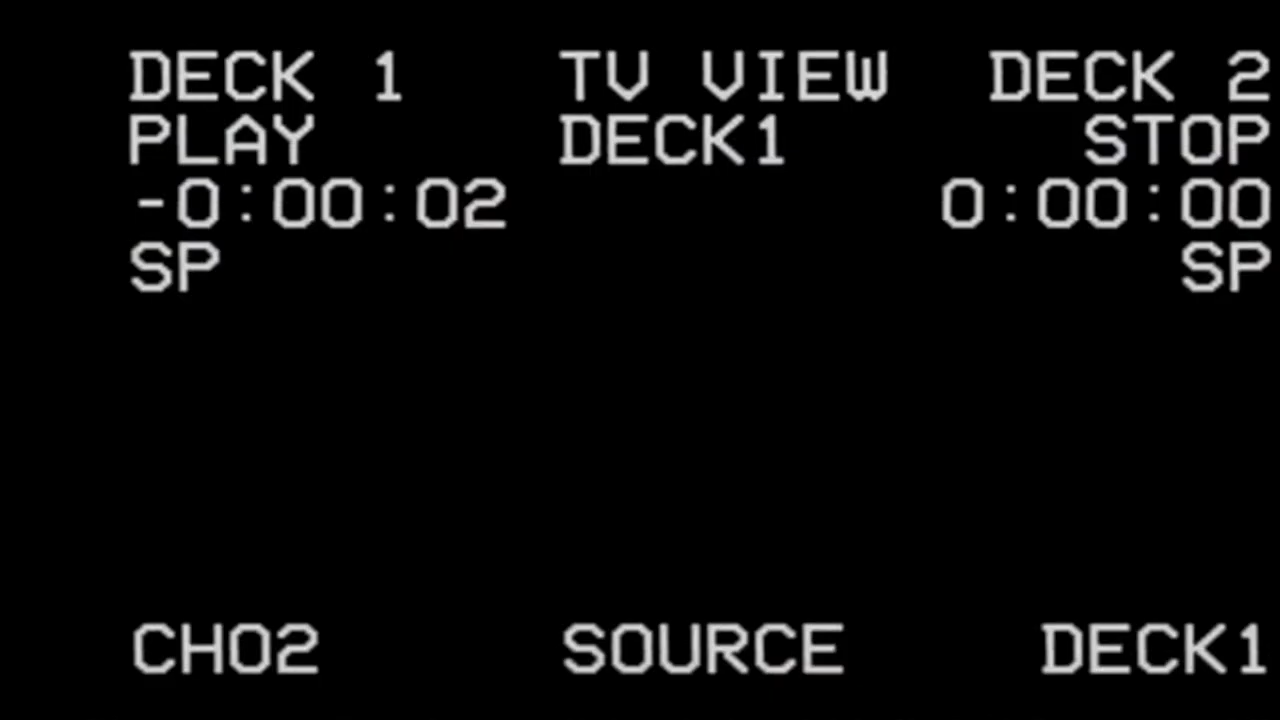 DECK 1 TV VIEW DECK 2
PLAY DECK1 STOP
-0:00:02 0:00:00
SP SP
CH02 SOURCE DECK1